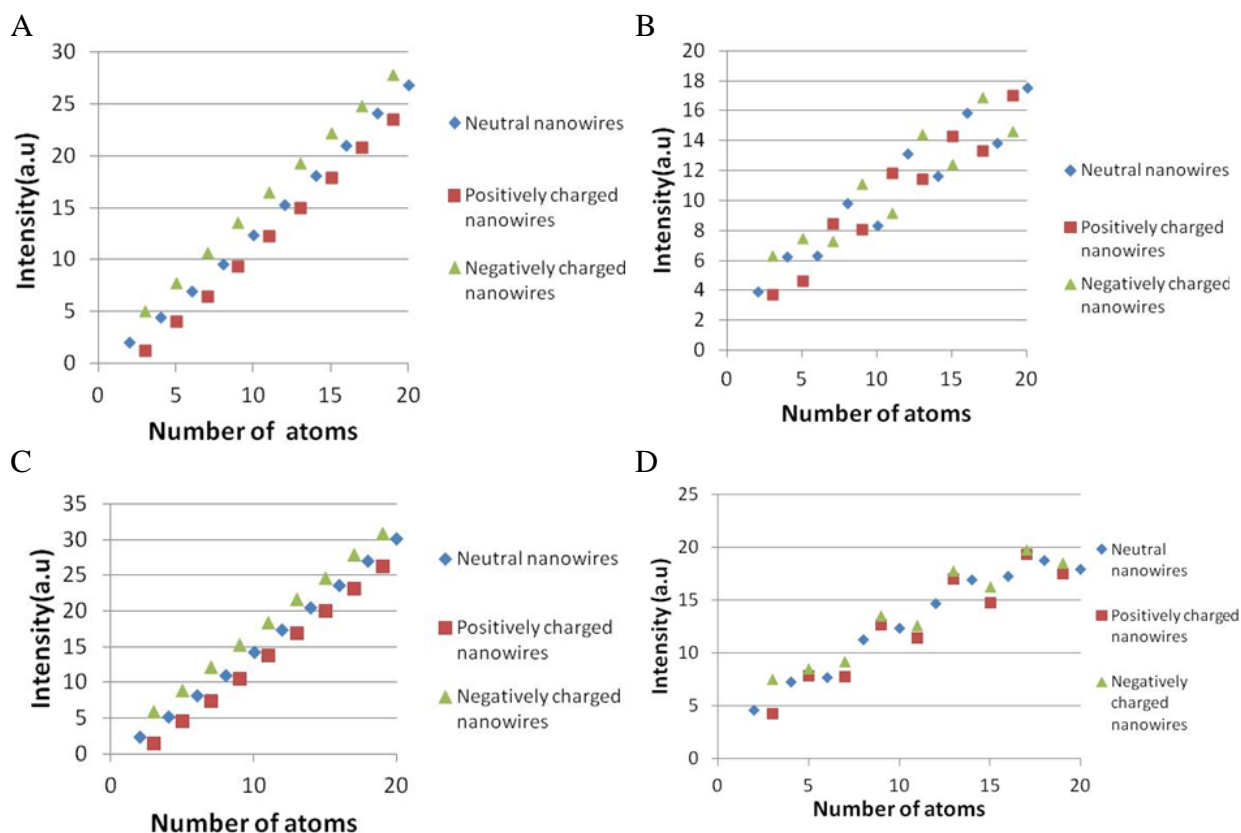 A
Intensity(a.u)
30
25
20
15
10
5
0
0 5 10 15 20
Number of atoms
Neutral nanowires
Positively charged
nanowires
Negatively charged
nanowires
B
Intensity(a.u)
20
18
16
14
12
10
8
6
4
2
0
0 5 10 15 20
Number of atoms
Neutral nanowires
Positively charged
nanowires
Negatively charged
nanowires
C
Intensity(a.u)
35
30
25
20
15
10
5
0
0 10 20
Number of atoms
Neutral nanowires
Positively charged
nanowires
Negatively charged
nanowires
D
Intensity (a.u)
25
20
15
10
5
0
0 5 10 15 20
Number of atoms
Neutral
nanowires
Positively charged
nanowires
Negatively
charged
nanowires